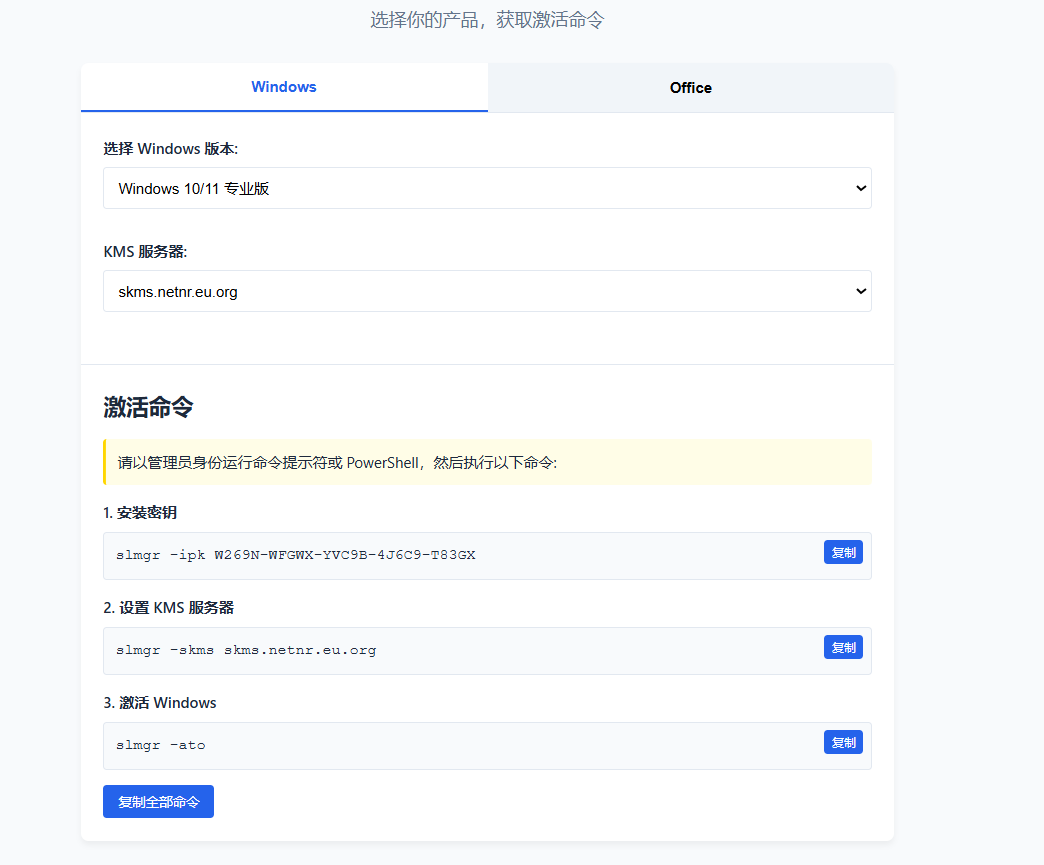 选择你的产品，获取激活命令
Windows
Office
选择 Windows 版本:
Windows 10/11 专业版
KMS 服务器:
skms.netnr.eu.org
激活命令
请以管理员身份运行命令提示符或 PowerShell，然后执行以下命令:
1. 安装密钥
slmgr -ipk W269N-WFGWX-YVC9B-4J6C9-T83GX
复制
2. 设置 KMS 服务器
slmgr -skms skms.netnr.eu.org
复制
3. 激活 Windows
slmgr -ato
复制
复制全部命令